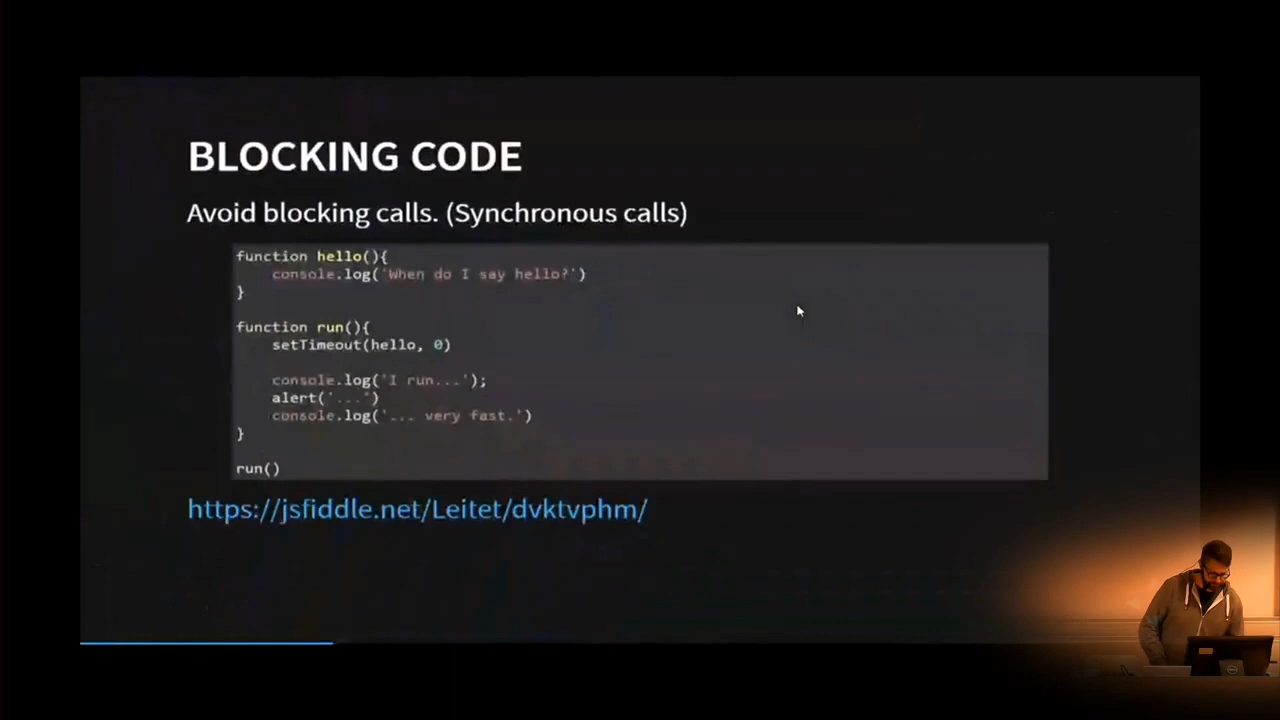 BLOCKING CODE
Avoid blocking calls. (Synchronous calls)
function hello(){
    console.log('When do I say hello?')
}
function run(){
    setTimeout(hello, 0)
    console.log('I run...');
    alert('...')
    console.log('... very fast.')
}
run()
https://jsfiddle.net/Leitet/dvktvphm/